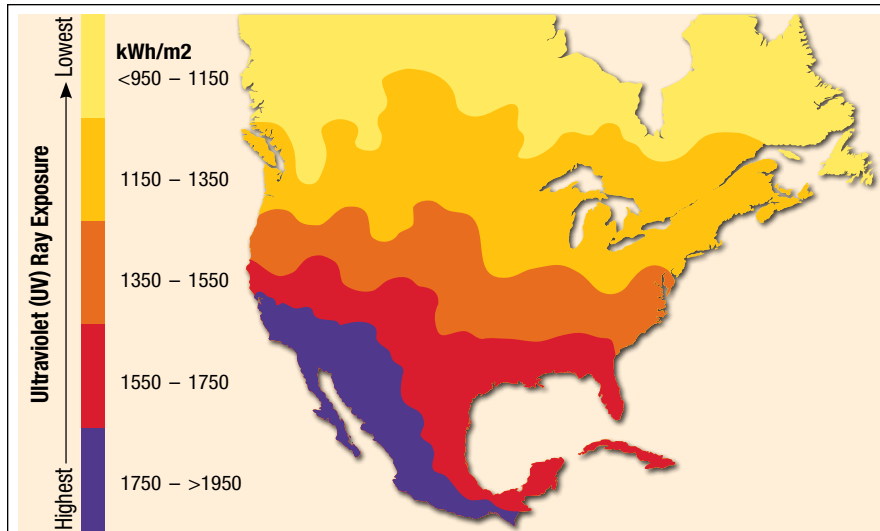 Ultraviolet (UV) Ray Exposure
Lowest
Highest
kWh/m2
<950 – 1150
1150 – 1350
1350 – 1550
1550 – 1750
1750 – >1950